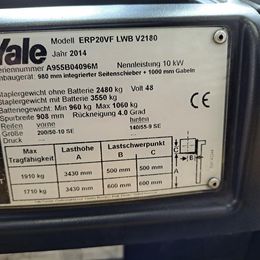 Yale
Modell ERP20VF LWB V2180
Jahr 2014
eriennummer A955B04096M Nennleistung 10 kW
nbaugerät: 980 mm integrierter Seitenschieber + 1000 mm Gabeln
Staplergewicht ohne Batterie 2480 kg Volt 48
Staplergewicht mit Batterie 3550 kg
Batteriegewicht: Min 960 kg Max 1060 kg
Spurbreite 908 mm Rückneigung 4.0 Grad
Reifen vorne hinten
200/50-10 SE 140/55-9 SE
Druck
Max Tragfähigkeit Lasthöhe A Lastschwerpunkt B C
1910 kg 3430 mm 500 mm 500 mm
1710 kg 3430 mm 600 mm 600 mm
A
B
C